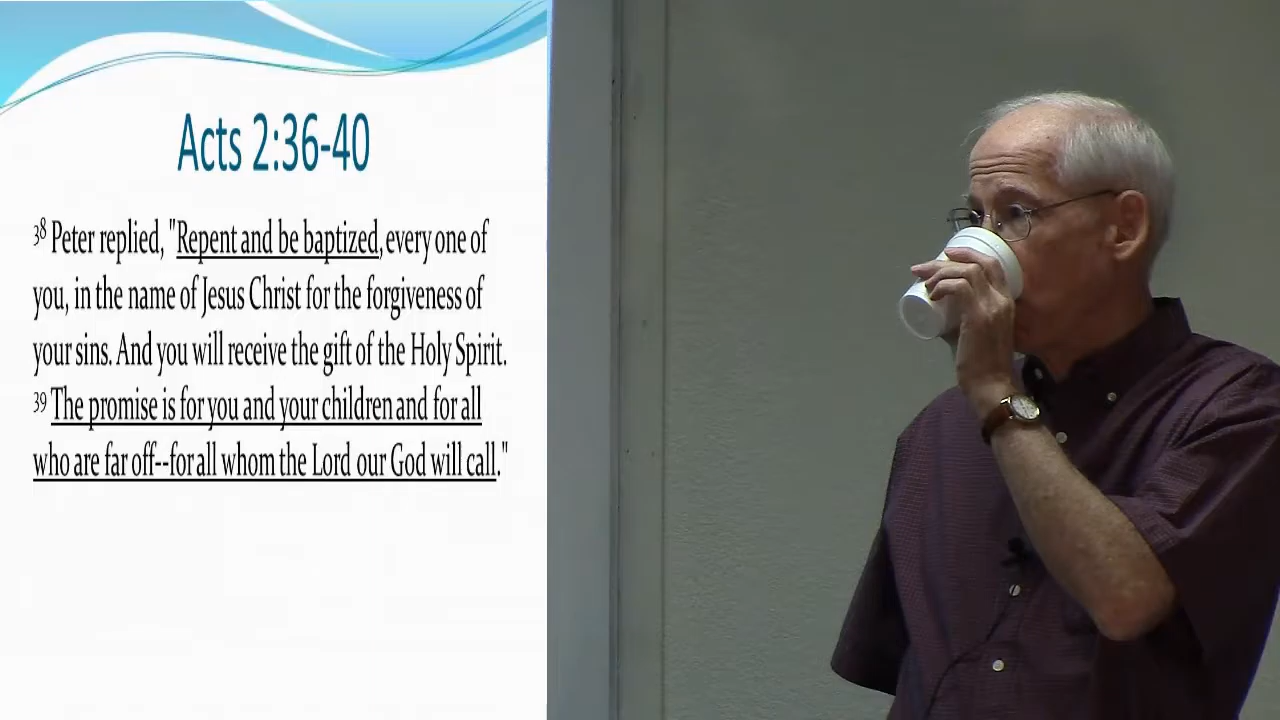 Acts 2:36-40
38 Peter replied, "Repent and be baptized, every one of
you, in the name of Jesus Christ for the forgiveness of
your sins. And you will receive the gift of the Holy Spirit.
39 The promise is for you and your children and for all
who are far off--for all whom the Lord our God will call."